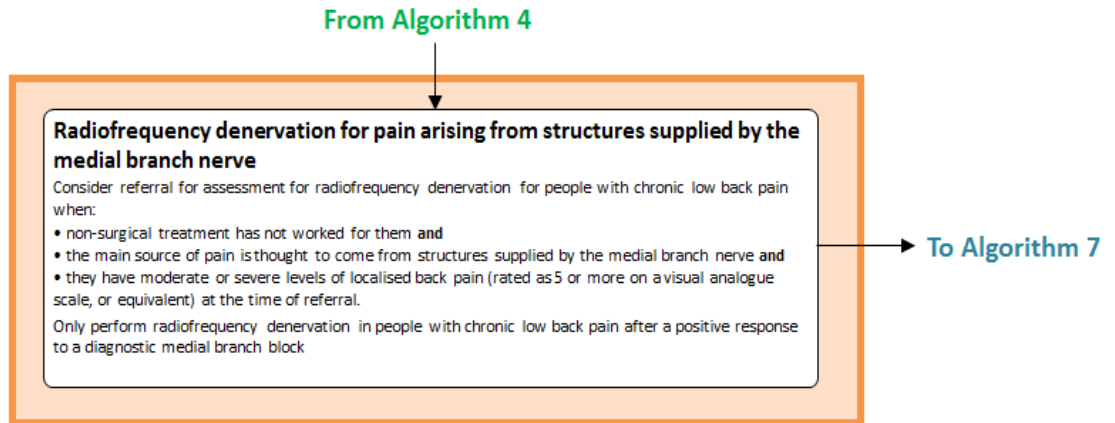 From Algorithm 4
Radiofrequency denervation for pain arising from structures supplied by the
medial branch nerve
Consider referral for assessment for radiofrequency denervation for people with chronic low back pain
when:
• non-surgical treatment has not worked for them and
• the main source of pain is thought to come from structures supplied by the medial branch nerve and
• they have moderate or severe levels of localised back pain (rated as 5 or more on a visual analogue
scale, or equivalent) at the time of referral.
Only perform radiofrequency denervation in people with chronic low back pain after a positive response
to a diagnostic medial branch block
To Algorithm 7